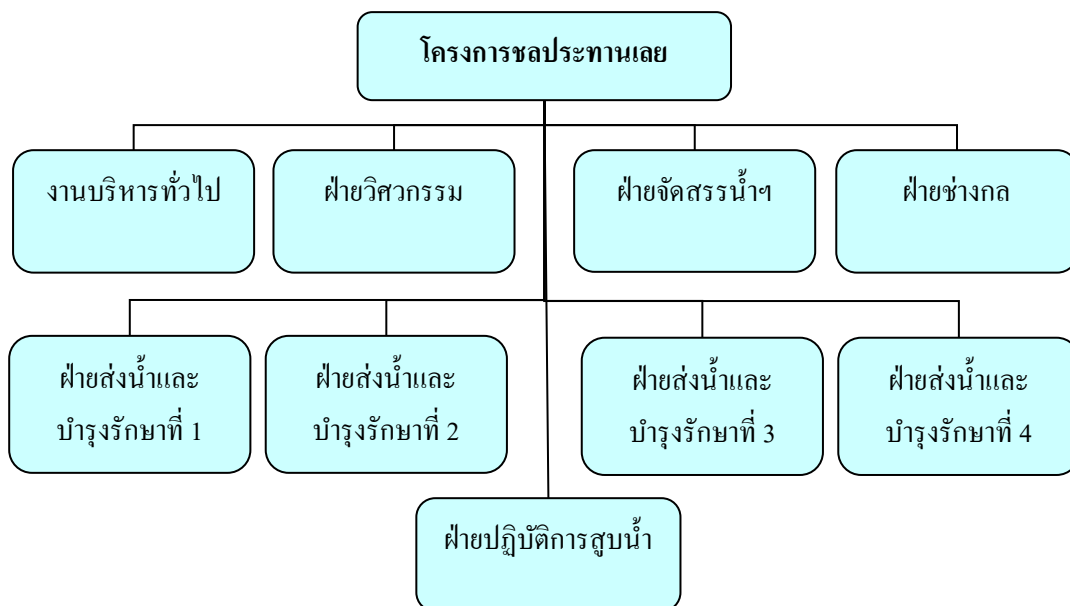 โครงการชลประทานเลย
งานบริหารทั่วไป
ฝ่ายวิศวกรรม
ฝ่ายจัดสรรน้ำฯ
ฝ่ายช่างกล
ฝ่ายส่งน้ำและ
บำรุงรักษาที่ 1
ฝ่ายส่งน้ำและ
บำรุงรักษาที่ 2
ฝ่ายส่งน้ำและ
บำรุงรักษาที่ 3
ฝ่ายส่งน้ำและ
บำรุงรักษาที่ 4
ฝ่ายปฏิบัติการสูบน้ำ